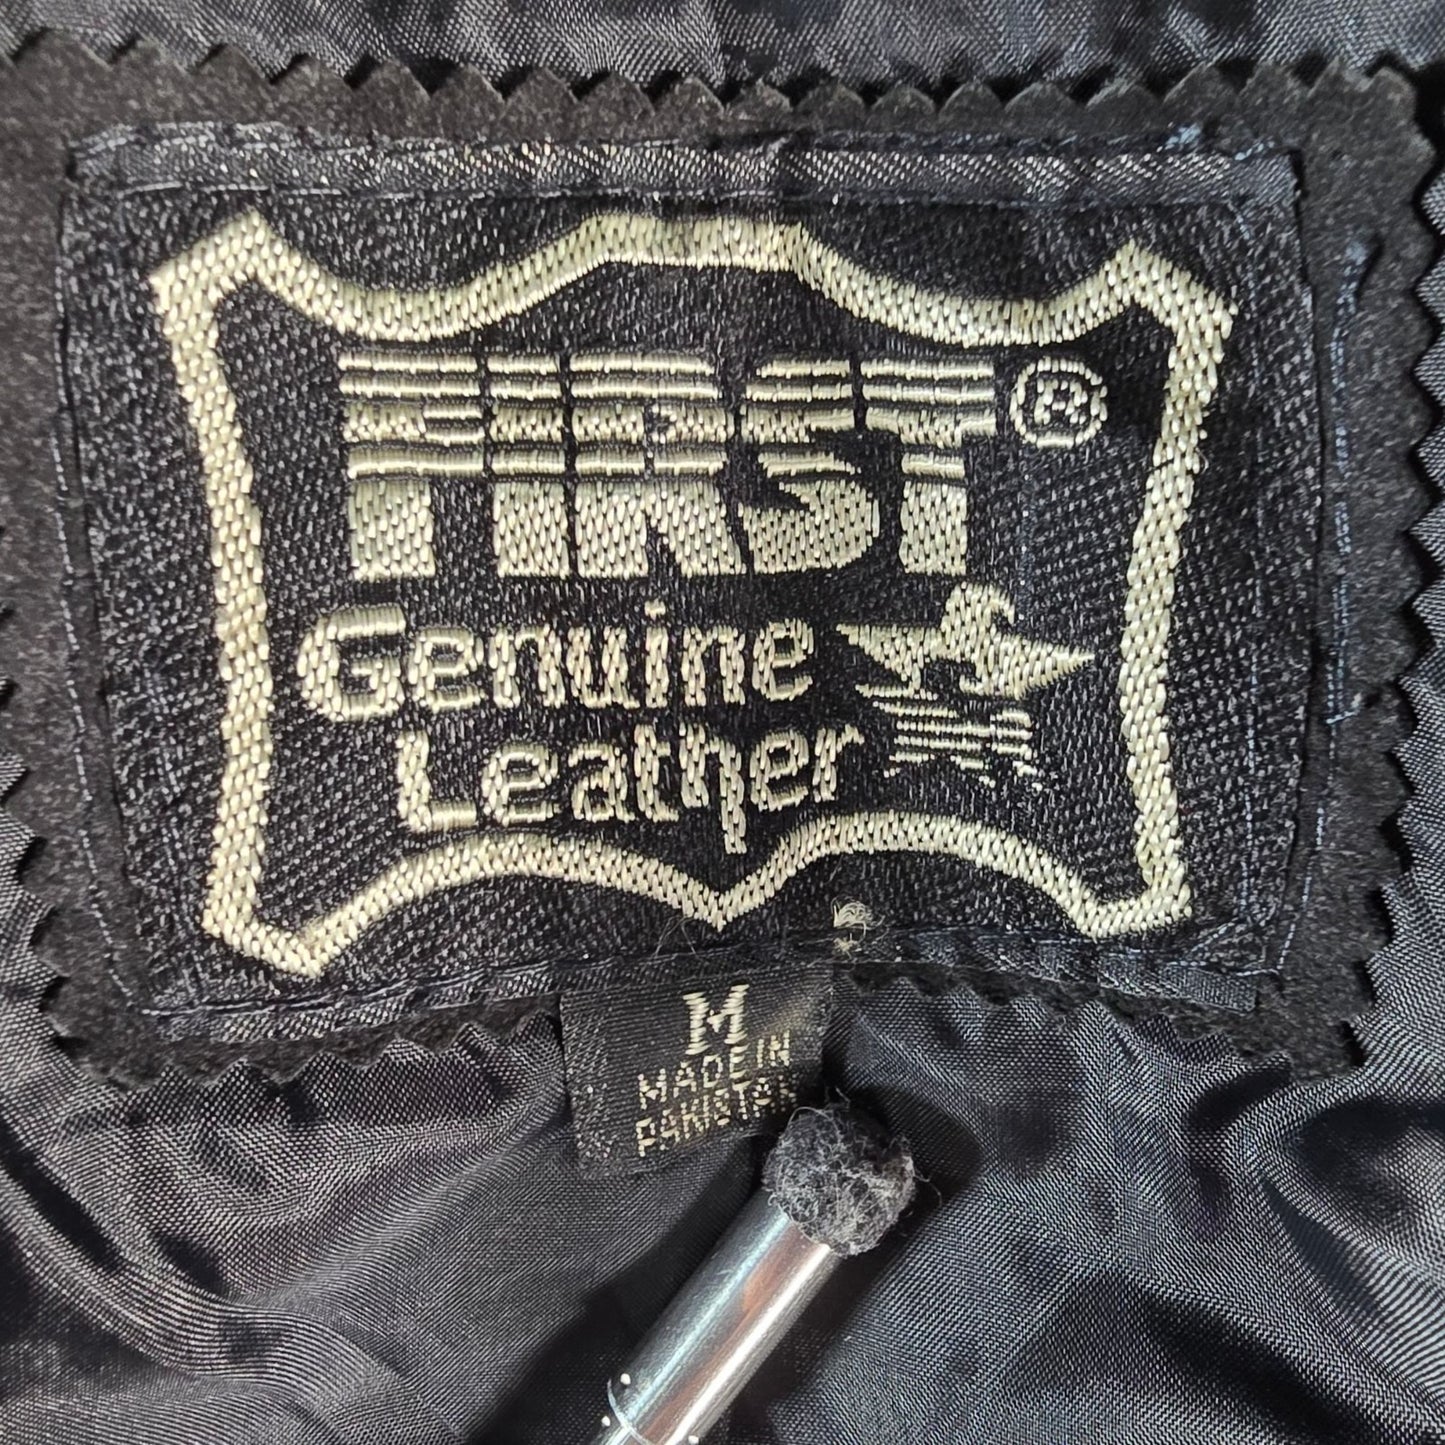 FIRST®
Genuine
Leather
M
MADE IN
PAKISTAN